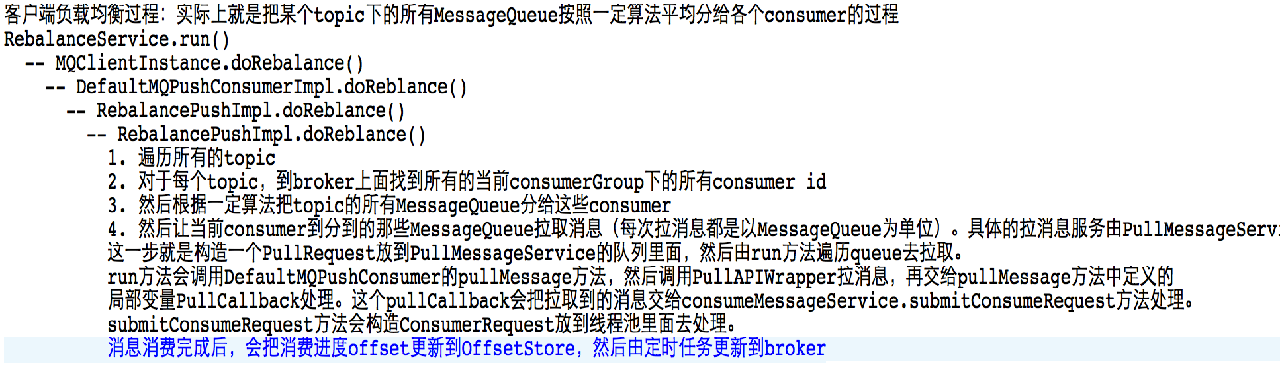 客户端负载均衡过程：实际上就是把某个topic下的所有MessageQueue按照一定算法平均分给各个consumer的过程
RebalanceService.run()
-- MQClientInstance.doRebalance()
-- DefaultMQPushConsumerImpl.doReblance()
-- RebalancePushImpl.doReblance()
-- RebalancePushImpl.doReblance()
1. 遍历所有的topic
2. 对于每个topic，到broker上面找到所有的当前consumerGroup下的所有consumer id
3. 然后根据一定算法把topic的所有MessageQueue分给这些consumer
4. 然后让当前consumer到分到的那些MessageQueue拉取消息（每次拉消息都是以MessageQueue为单位）。具体的拉消息服务由PullMessageServi
这一步就是构造一个PullRequest放到PullMessageService的队列里面，然后由run方法遍历queue去拉取。
run方法会调用DefaultMQPushConsumer的pullMessage方法，然后调用PullAPIWrapper拉消息，再交给pullMessage方法中定义的
局部变量PullCallback处理。这个pullCallback会把拉取到的消息交给consumeMessageService.submitConsumeRequest方法处理。
submitConsumeRequest方法会构造ConsumerRequest放到线程池里面去处理。
消息消费完成后，会把消费进度offset更新到OffsetStore，然后由定时任务更新到broker